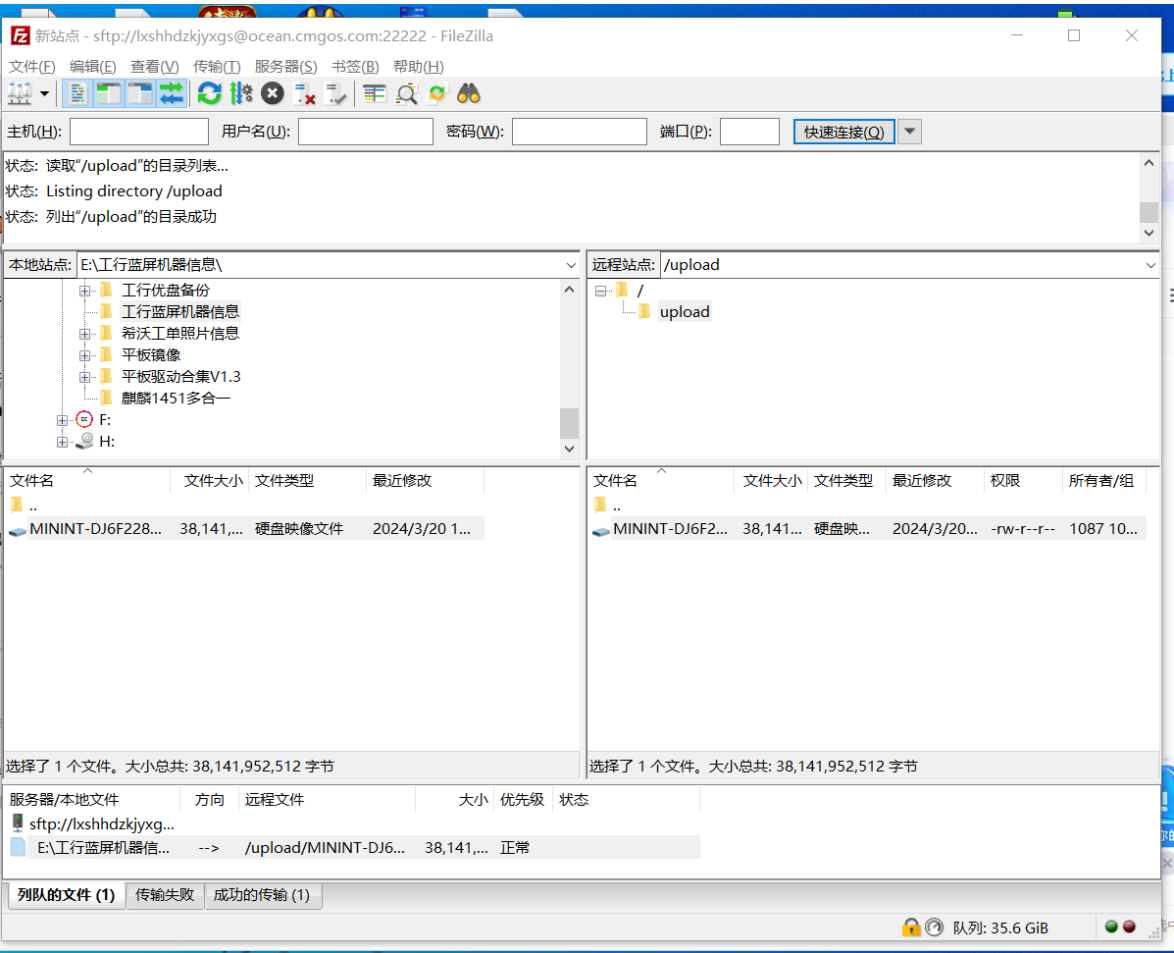 新站点 - sftp://lxshhdzkjyxgs@ocean.cmgos.com:22222 - FileZilla
文件(F) 编辑(E) 查看(V) 传输(T) 服务器(S) 书签(B) 帮助(H)
主机(H): 用户名(U): 密码(W): 端口(P): 快速连接(Q)
状态: 读取"/upload"的目录列表...
状态: Listing directory /upload
状态: 列出"/upload"的目录成功
本地站点: E:\工行蓝屏机器信息\
工行优盘备份
工行蓝屏机器信息
希沃工单照片信息
平板镜像
平板驱动合集V1.3
麒麟1451多合一
F:
H:
远程站点: /upload
/
upload
文件名 文件大小 文件类型 最近修改
..
MININT-DJ6F228... 38,141,... 硬盘映像文件 2024/3/20 1...
选择了 1 个文件。大小总共: 38,141,952,512 字节
文件名 文件大小 文件类型 最近修改 权限 所有者/组
..
MININT-DJ6F2... 38,141... 硬盘映... 2024/3/20... -rw-r--r-- 1087 10...
选择了 1 个文件。大小总共: 38,141,952,512 字节
服务器/本地文件 方向 远程文件 大小 优先级 状态
sftp://lxshhdzkjyxg...
E:\工行蓝屏机器信... --> /upload/MININT-DJ6... 38,141,... 正常
列队的文件 (1) 传输失败 成功的传输 (1)
队列: 35.6 GiB